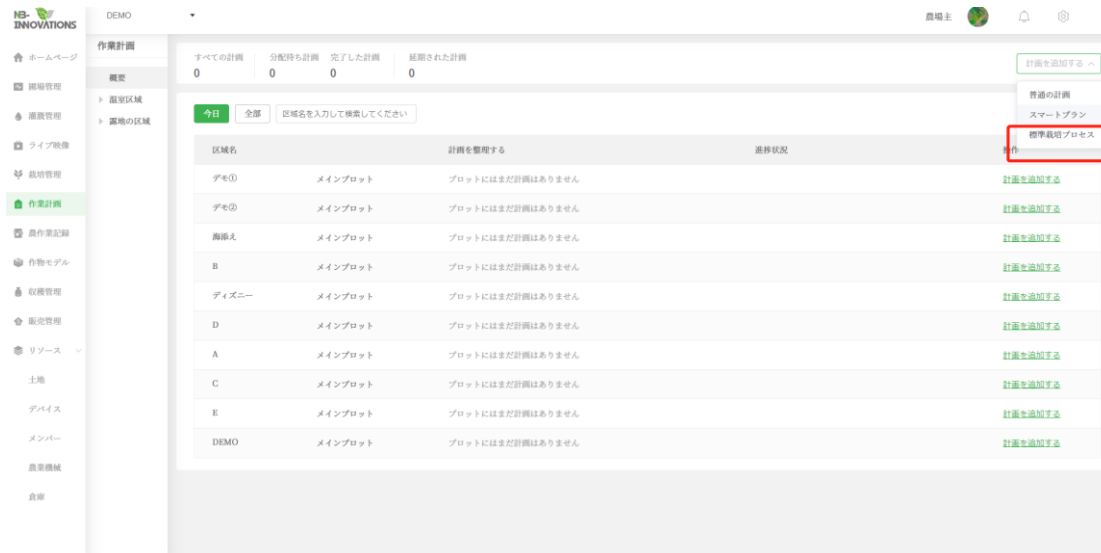 NB-
INNOVATIONS
DEMO
農場主
ホームページ
圃場管理
灌漑管理
ライブ映像
栽培管理
作業計画
農作業記録
作物モデル
収穫管理
販売管理
リソース
土地
デバイス
メンバー
農業機械
倉庫
作業計画
概要
温室区域
露地の区域
すべての計画 分配待ち計画 完了した計画 延期された計画
0 0 0 0
計画を追加する
普通の計画
スマートプラン
標準栽培プロセス
今日 全部 区域名を入力して検索してください
区域名 計画を整理する 進捗状況 操作
デモ① メインプロット プロットにはまだ計画はありません 計画を追加する
デモ② メインプロット プロットにはまだ計画はありません 計画を追加する
海添え メインプロット プロットにはまだ計画はありません 計画を追加する
B メインプロット プロットにはまだ計画はありません 計画を追加する
ディズニー メインプロット プロットにはまだ計画はありません 計画を追加する
D メインプロット プロットにはまだ計画はありません 計画を追加する
A メインプロット プロットにはまだ計画はありません 計画を追加する
C メインプロット プロットにはまだ計画はありません 計画を追加する
E メインプロット プロットにはまだ計画はありません 計画を追加する
DEMO メインプロット プロットにはまだ計画はありません 計画を追加する